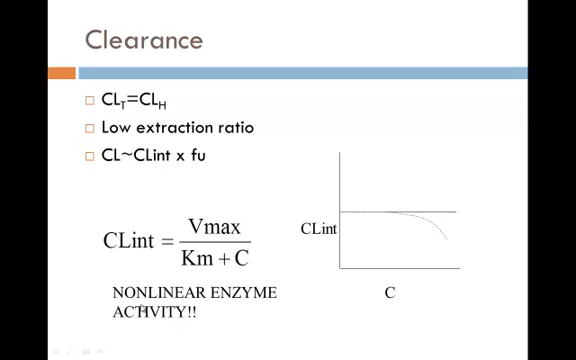 Clearance
CLT=CLH
Low extraction ratio
CL~CLint x fu
CLint = Vmax
Km + C
CLint
NONLINEAR ENZYME
ACTIVITY!!
C